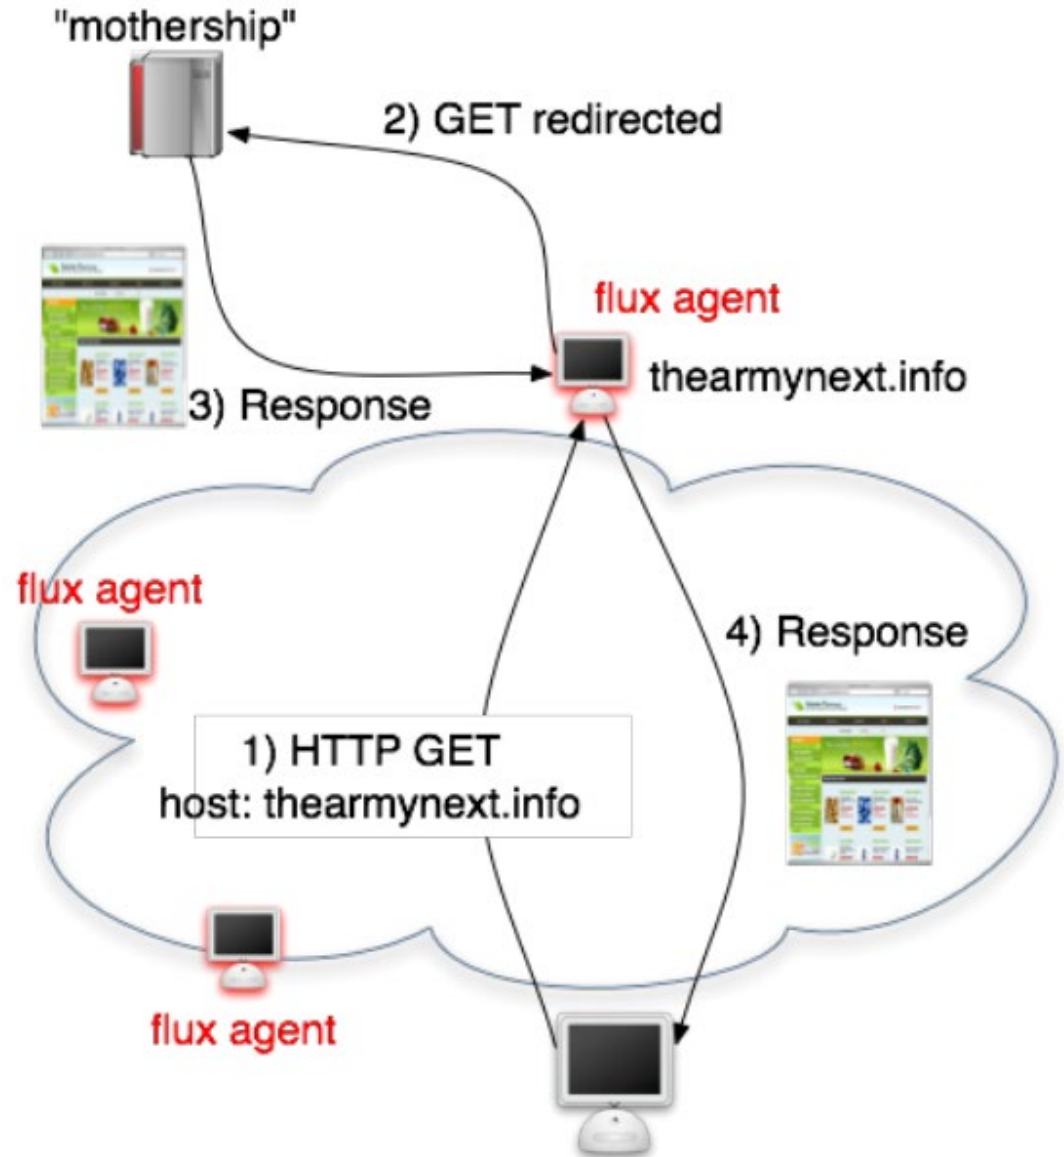 "mothership"
2) GET redirected
flux agent
thearmynext.info
3) Response
flux agent
4) Response
1) HTTP GET
host: thearmynext.info
flux agent